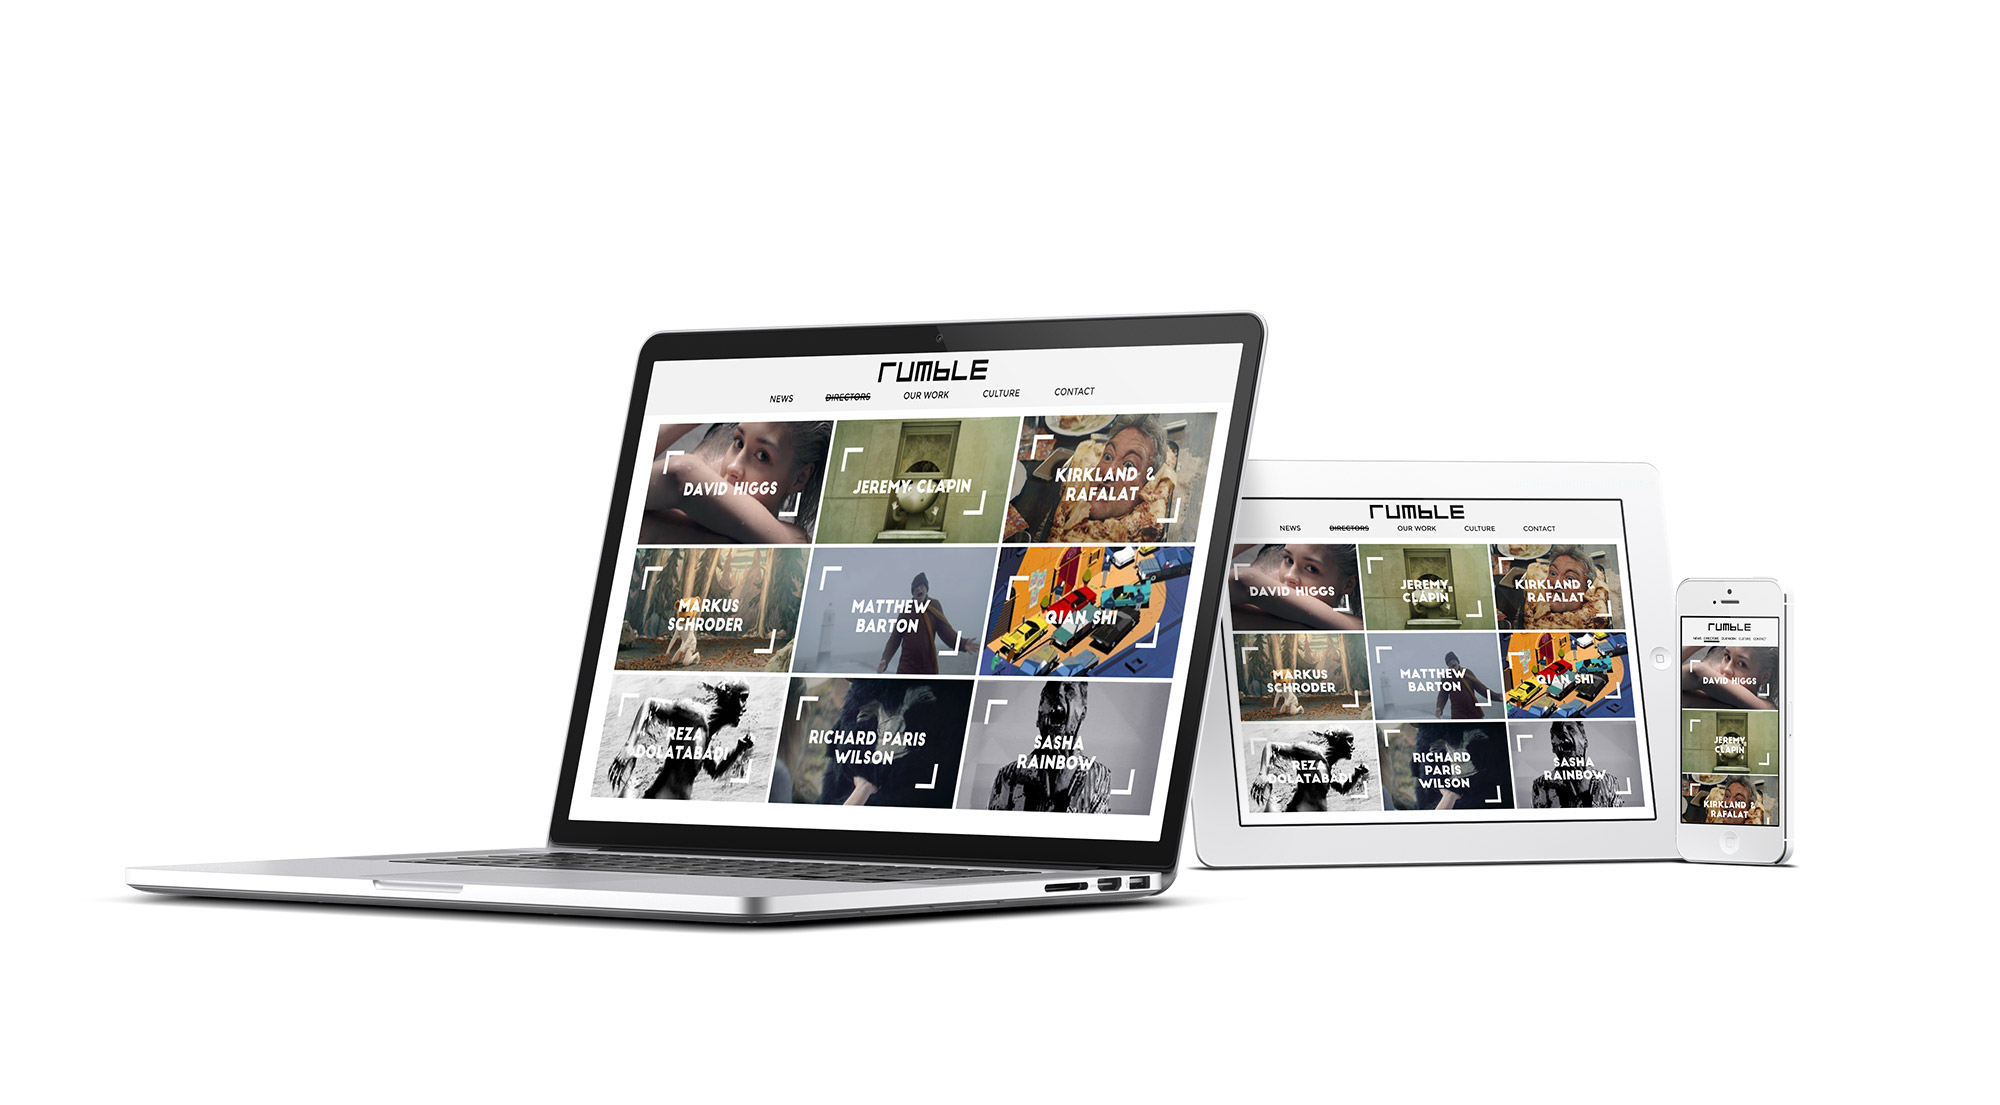 rumbLE
NEWS DIRECTORS OUR WORK CULTURE CONTACT
DAVID HIGGS
JEREMY CLAPIN
KIRKLAND &
RAFALAT
MARKUS
SCHRODER
MATTHEW
BARTON
QIAN SHI
REZA
DOLATABADI
RICHARD PARIS
WILSON
SASHA
RAINBOW
rumbLE
NEWS DIRECTORS OUR WORK CULTURE CONTACT
DAVID HIGGS
JEREMY
CLAPIN
KIRKLAND &
RAFALAT
MARKUS
SCHRODER
MATTHEW
BARTON
QIAN SHI
REZA
DOLATABADI
RICHARD
PARIS
WILSON
SASHA
RAINBOW
rumbLE
NEWS DIRECTORS OUR WORK CULTURE CONTACT
DAVID HIGGS
JEREMY
CLAPIN
KIRKLAND &
RAFALAT